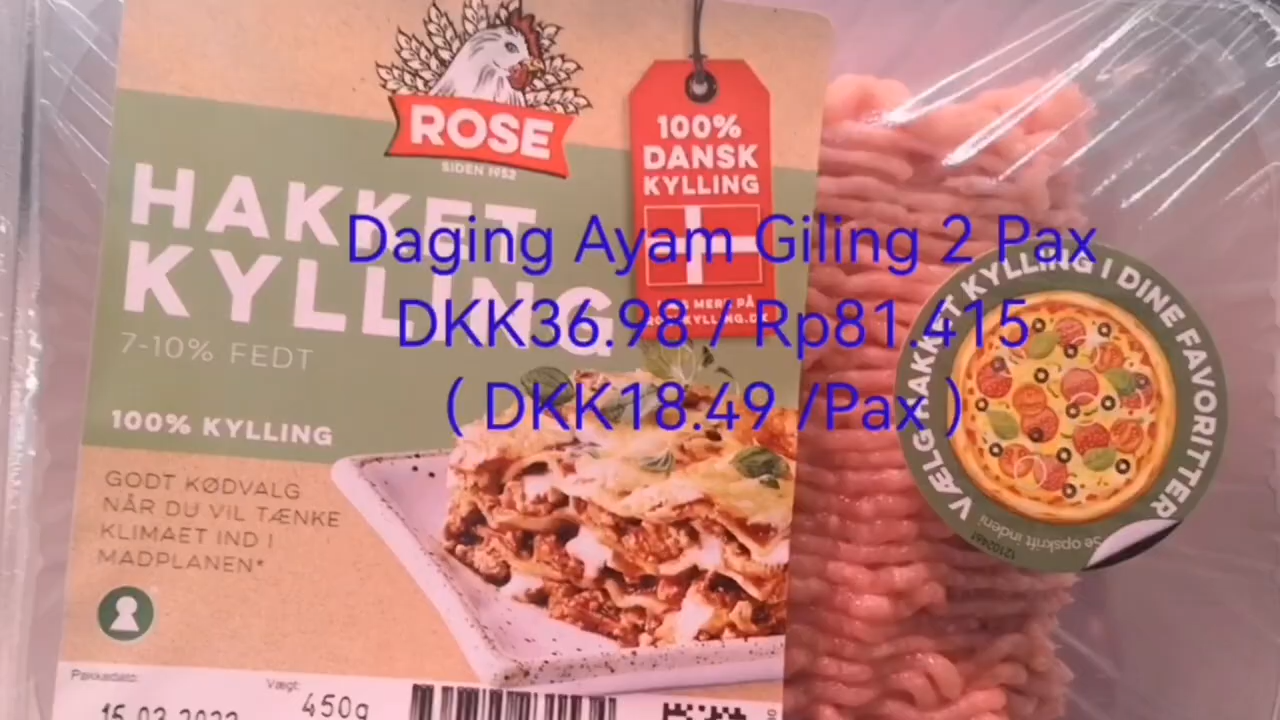 ROSE
SIDEN 1952
100%
DANSK
KYLLING
HAKKET
KYLLING
7-10% FEDT
100% KYLLING
GODT KØDVALG
NÅR DU VIL TÆNKE
KLIMAET IND I
MADPLANEN*
Pakkedato:
Vægt:
450g
VÆLG HAKKET KYLLING I DINE FAVORITTER
Se opskrift indeni
Daging Ayam Giling 2 Pax
DKK36.98 / Rp81.415
( DKK18.49 /Pax )